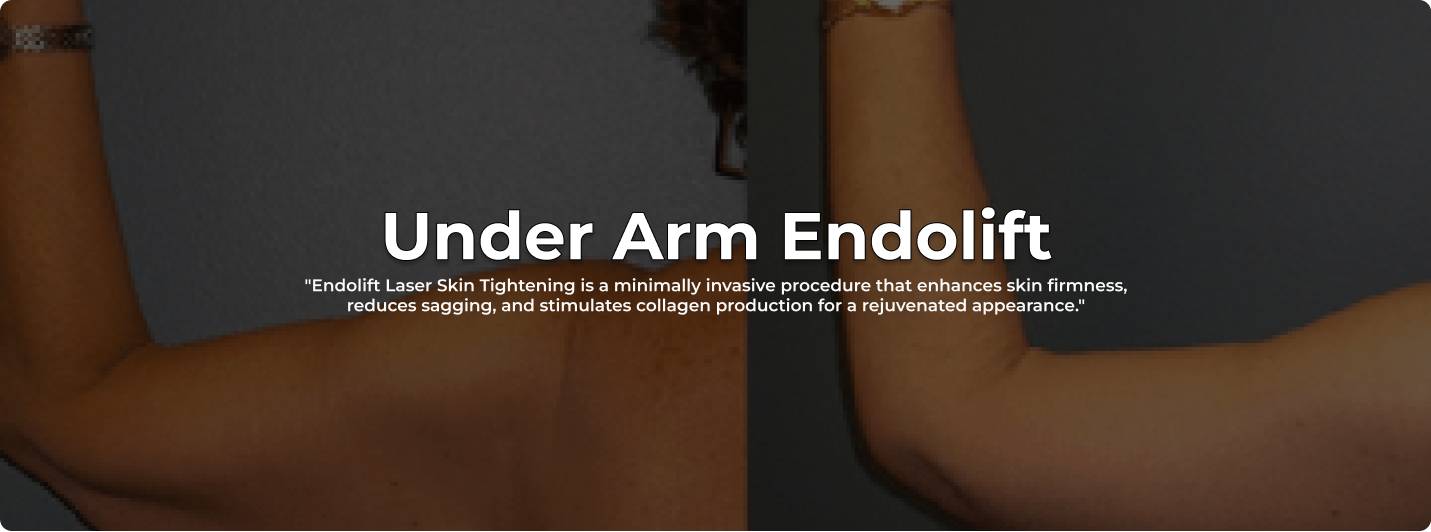 Under Arm Endolift
"Endolift Laser Skin Tightening is a minimally invasive procedure that enhances skin firmness,
reduces sagging, and stimulates collagen production for a rejuvenated appearance."